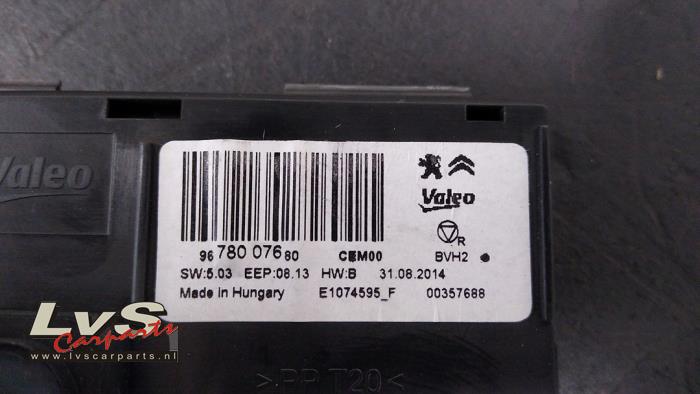 Valeo
Valeo
R
96 780 076 80 CEM00 BVH2
SW:5.03 EEP:08.13 HW:B 31.08.2014
Made in Hungary E1074595_F 00357688
LvS
Carparts
www.lvscarparts.nl
>PP T20<